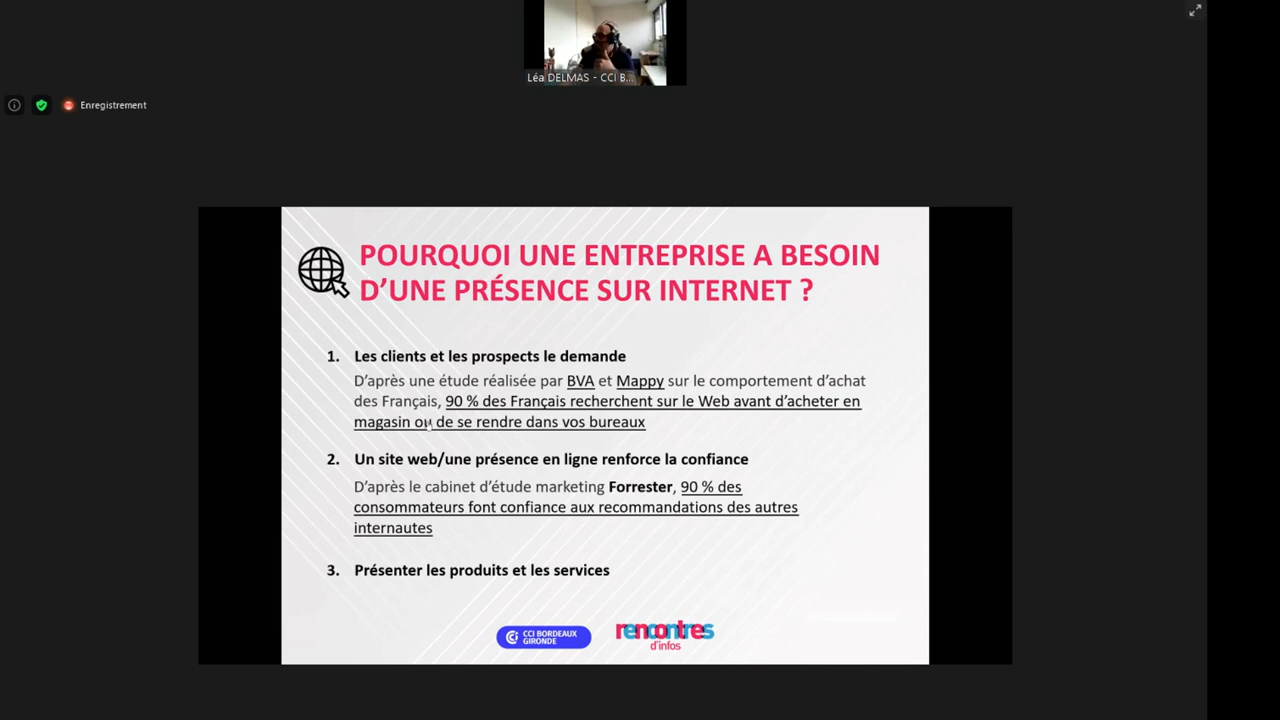 Léa DELMAS - CCI B...
Enregistrement
POURQUOI UNE ENTREPRISE A BESOIN
D’UNE PRÉSENCE SUR INTERNET ?
1. Les clients et les prospects le demande
D’après une étude réalisée par BVA et Mappy sur le comportement d’achat
des Français, 90 % des Français recherchent sur le Web avant d’acheter en
magasin ou de se rendre dans vos bureaux
2. Un site web/une présence en ligne renforce la confiance
D’après le cabinet d’étude marketing Forrester, 90 % des
consommateurs font confiance aux recommandations des autres
internautes
3. Présenter les produits et les services
CCI BORDEAUX
GIRONDE
rencontres
d’infos